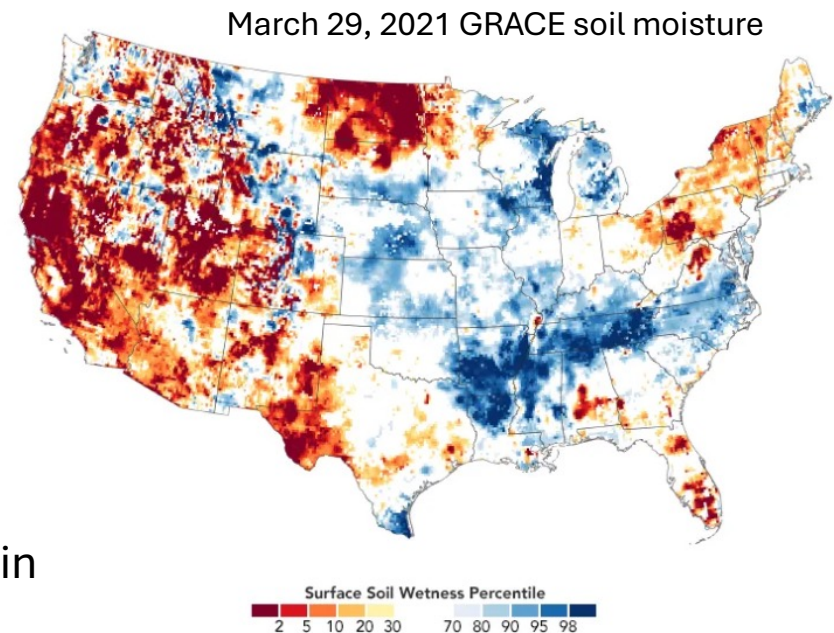 March 29, 2021 GRACE soil moisture
in
Surface Soil Wetness Percentile
2 5 10 20 30 70 80 90 95 98